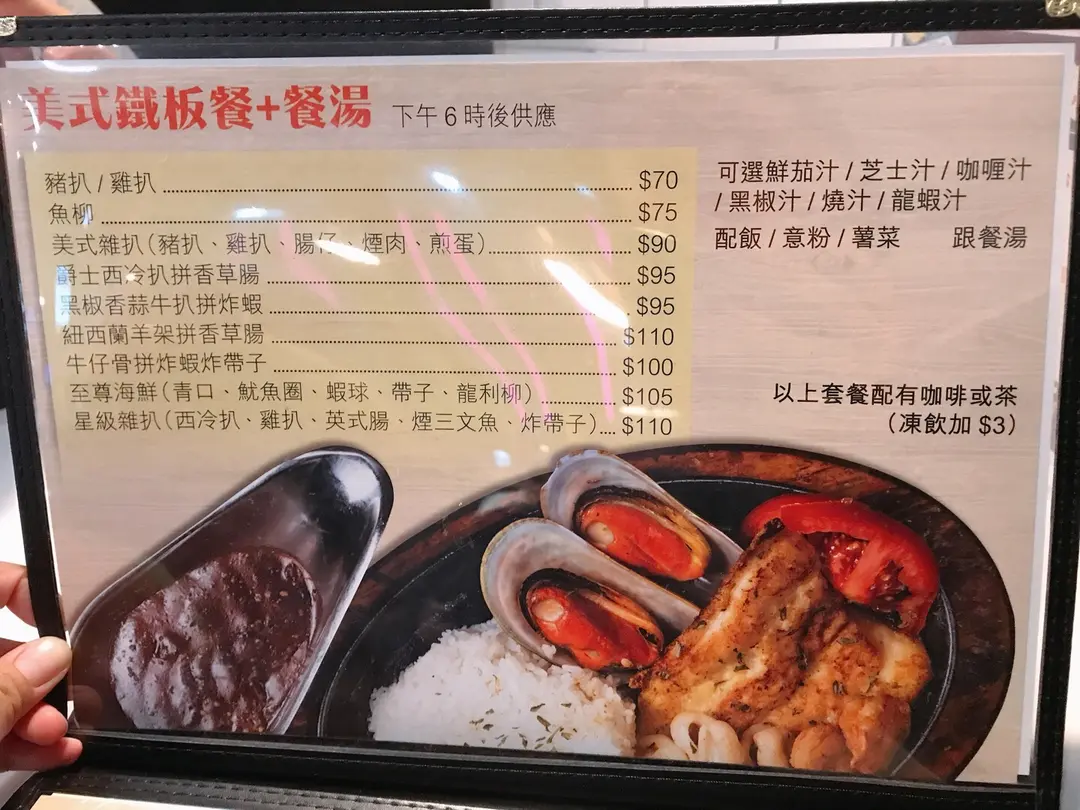 美式鐵板餐+餐湯 下午6時後供應
豬扒 / 雞扒 $70
魚柳 $75
美式雜扒(豬扒、雞扒、腸仔、煙肉、煎蛋) $90
爵士西冷扒拼香草腸 $95
黑椒香蒜牛扒拼炸蝦 $95
紐西蘭羊架拼香草腸 $110
牛仔骨拼炸蝦炸帶子 $100
至尊海鮮(青口、魷魚圈、蝦球、帶子、龍利柳) $105
星級雜扒(西冷扒、雞扒、英式腸、煙三文魚、炸帶子) $110
可選鮮茄汁 / 芝士汁 / 咖喱汁
/ 黑椒汁 / 燒汁 / 龍蝦汁
配飯 / 意粉 / 薯菜 跟餐湯
以上套餐配有咖啡或茶
(凍飲加 $3)